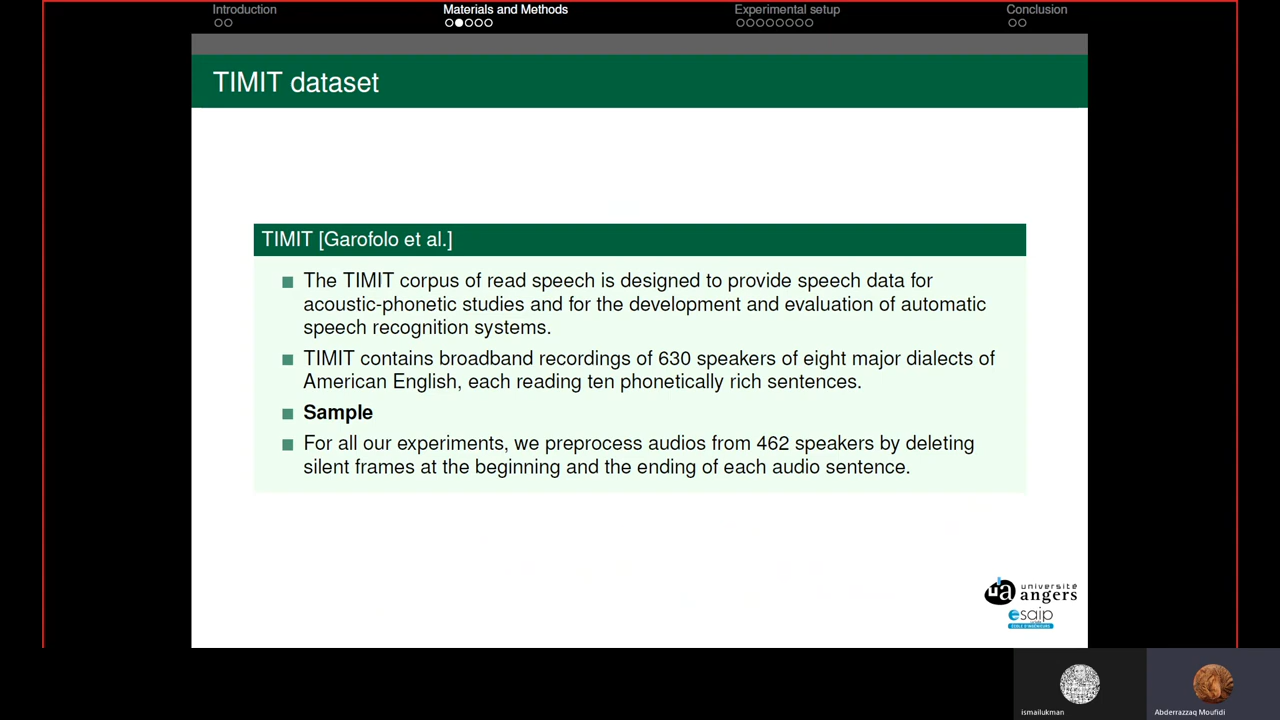 Introduction
Materials and Methods
Experimental setup
Conclusion
TIMIT dataset
TIMIT [Garofolo et al.]
The TIMIT corpus of read speech is designed to provide speech data for
acoustic-phonetic studies and for the development and evaluation of automatic
speech recognition systems.
TIMIT contains broadband recordings of 630 speakers of eight major dialects of
American English, each reading ten phonetically rich sentences.
Sample
For all our experiments, we preprocess audios from 462 speakers by deleting
silent frames at the beginning and the ending of each audio sentence.
ua université
angers
esaip
ÉCOLE D'INGÉNIEURS
ismailukman
Abderrazzaq Moufidi